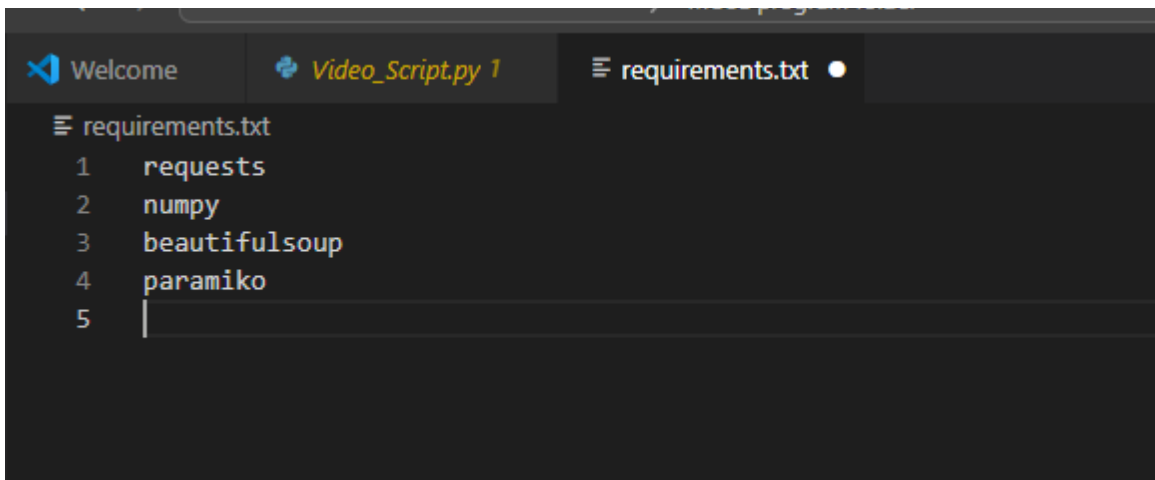 Welcome
Video_Script.py 1
requirements.txt
requirements.txt
1 requests
2 numpy
3 beautifulsoup
4 paramiko
5